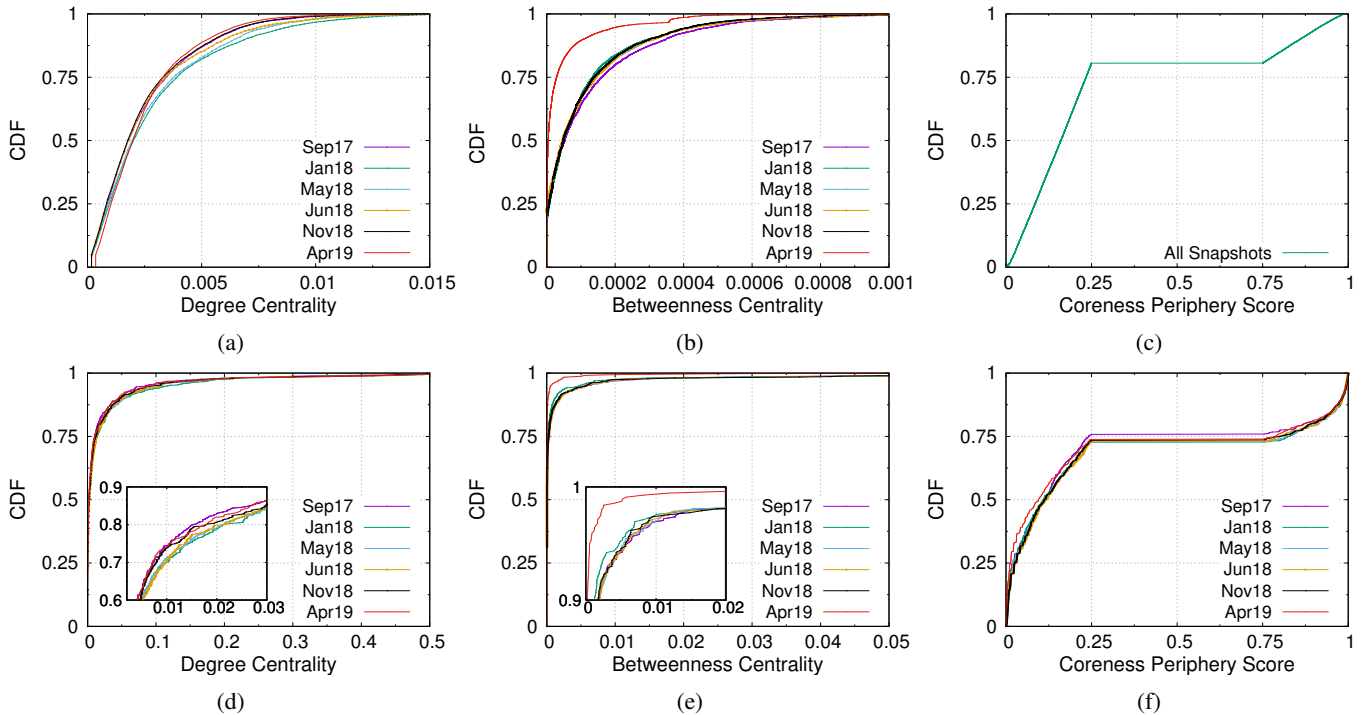 1
0.75
0.5
0.25
0
CDF
Sep17
Jan18
May18
Jun18
Nov18
Apr19
0 0.005 0.01 0.015
Degree Centrality
(a)
1
0.75
0.5
0.25
0
CDF
Sep17
Jan18
May18
Jun18
Nov18
Apr19
0.0002 0.0004 0.0006 0.0008 0.001
Betweenness Centrality
(b)
1
0.75
0.5
0.25
0
CDF
All Snapshots
0 0.25 0.5 0.75 1
Coreness Periphery Score
(c)
1
0.75
0.5
0.25
0
CDF
0.9
0.8
0.7
0.6
0.01 0.02 0.03
Sep17
Jan18
May18
Jun18
Nov18
Apr19
0 0.1 0.2 0.3 0.4 0.5
Degree Centrality
(d)
1
0.75
0.5
0.25
0
CDF
1
0.9
0 0.01 0.02
Sep17
Jan18
May18
Jun18
Nov18
Apr19
0 0.01 0.02 0.03 0.04 0.05
Betweenness Centrality
(e)
1
0.75
0.5
0.25
0
CDF
Sep17
Jan18
May18
Jun18
Nov18
Apr19
0 0.25 0.5 0.75 1
Coreness Periphery Score
(f)